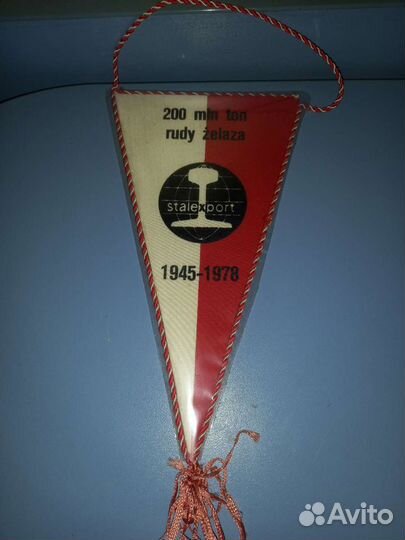 200 mln ton
rudy żelaza
stalexport
1945-1978
Avito